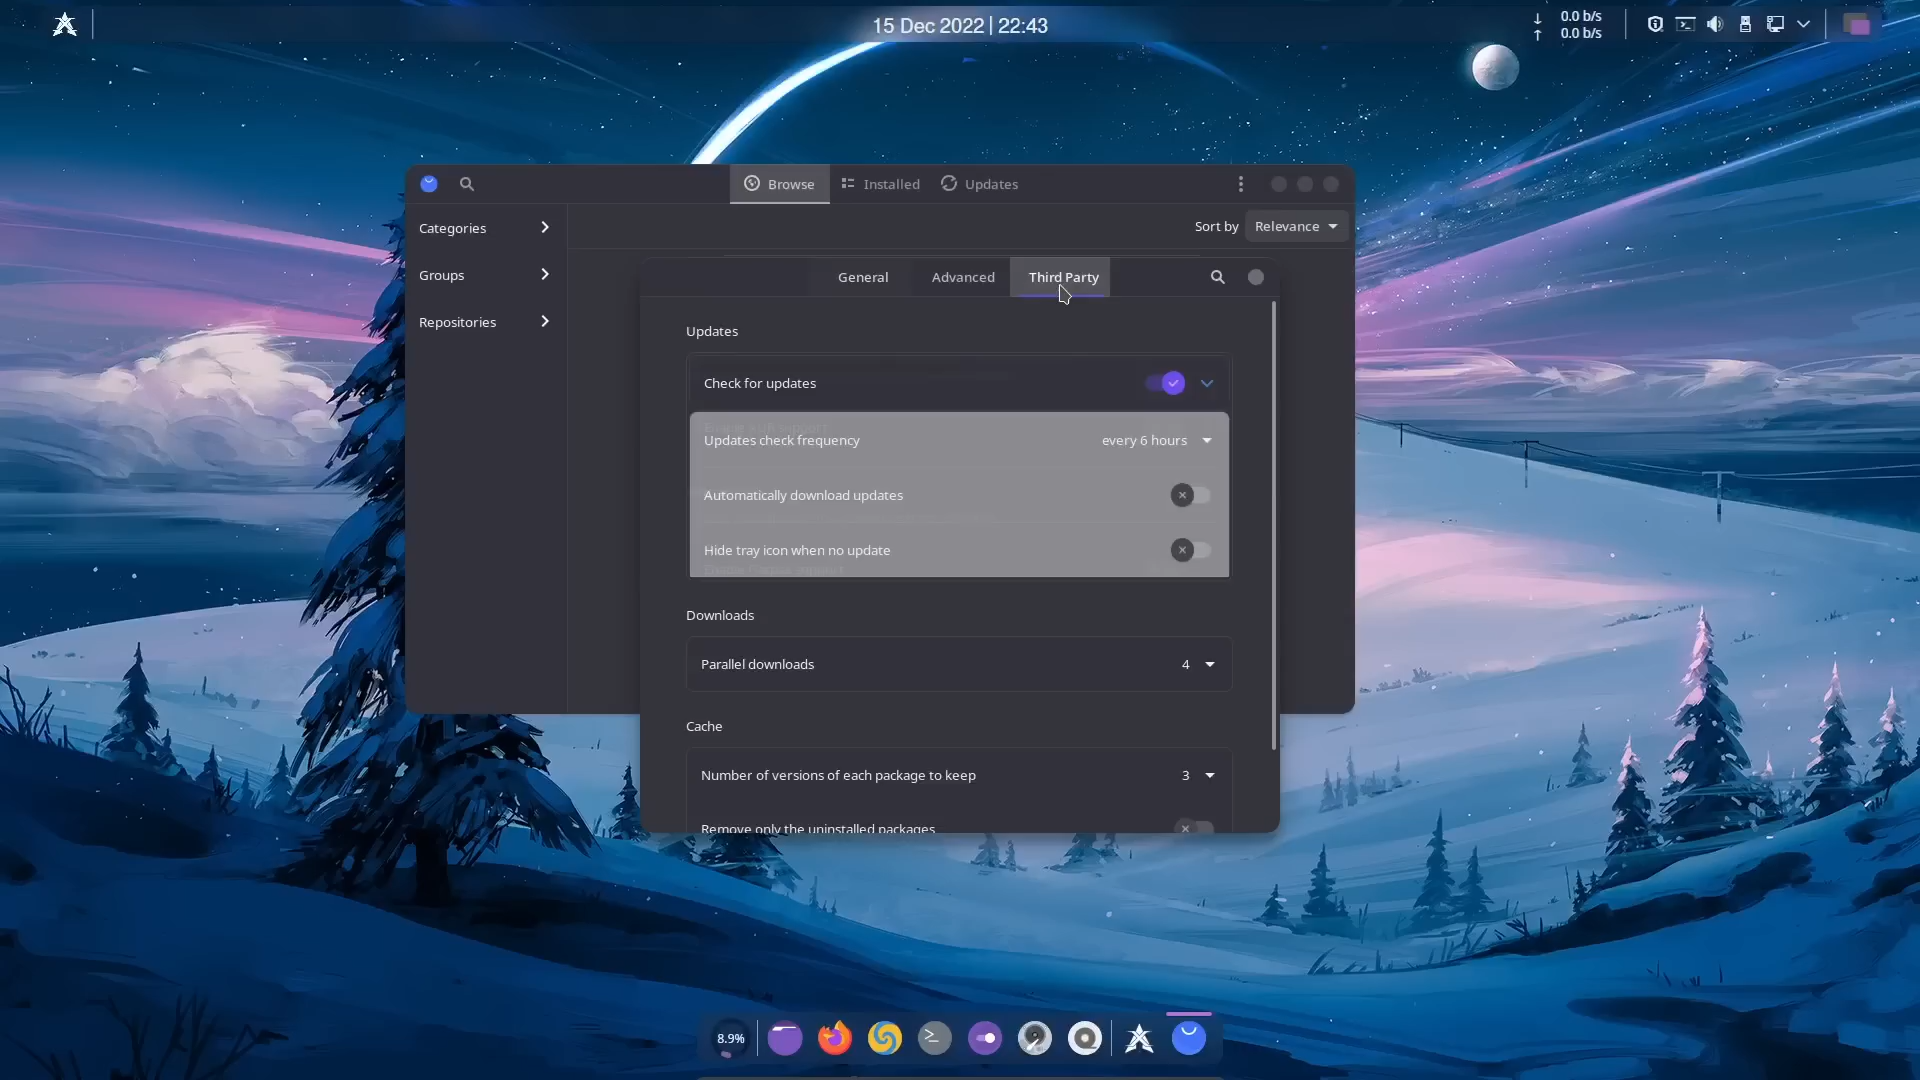 15 Dec 2022 | 22:43
0.0 b/s
0.0 b/s
Browse
Installed
Updates
Categories
Groups
Repositories
Sort by Relevance
General
Advanced
Third Party
Updates
Check for updates
Updates check frequency every 6 hours
Automatically download updates
Hide tray icon when no update
Downloads
Parallel downloads 4
Cache
Number of versions of each package to keep 3
Remove only the uninstalled packages
8.9%